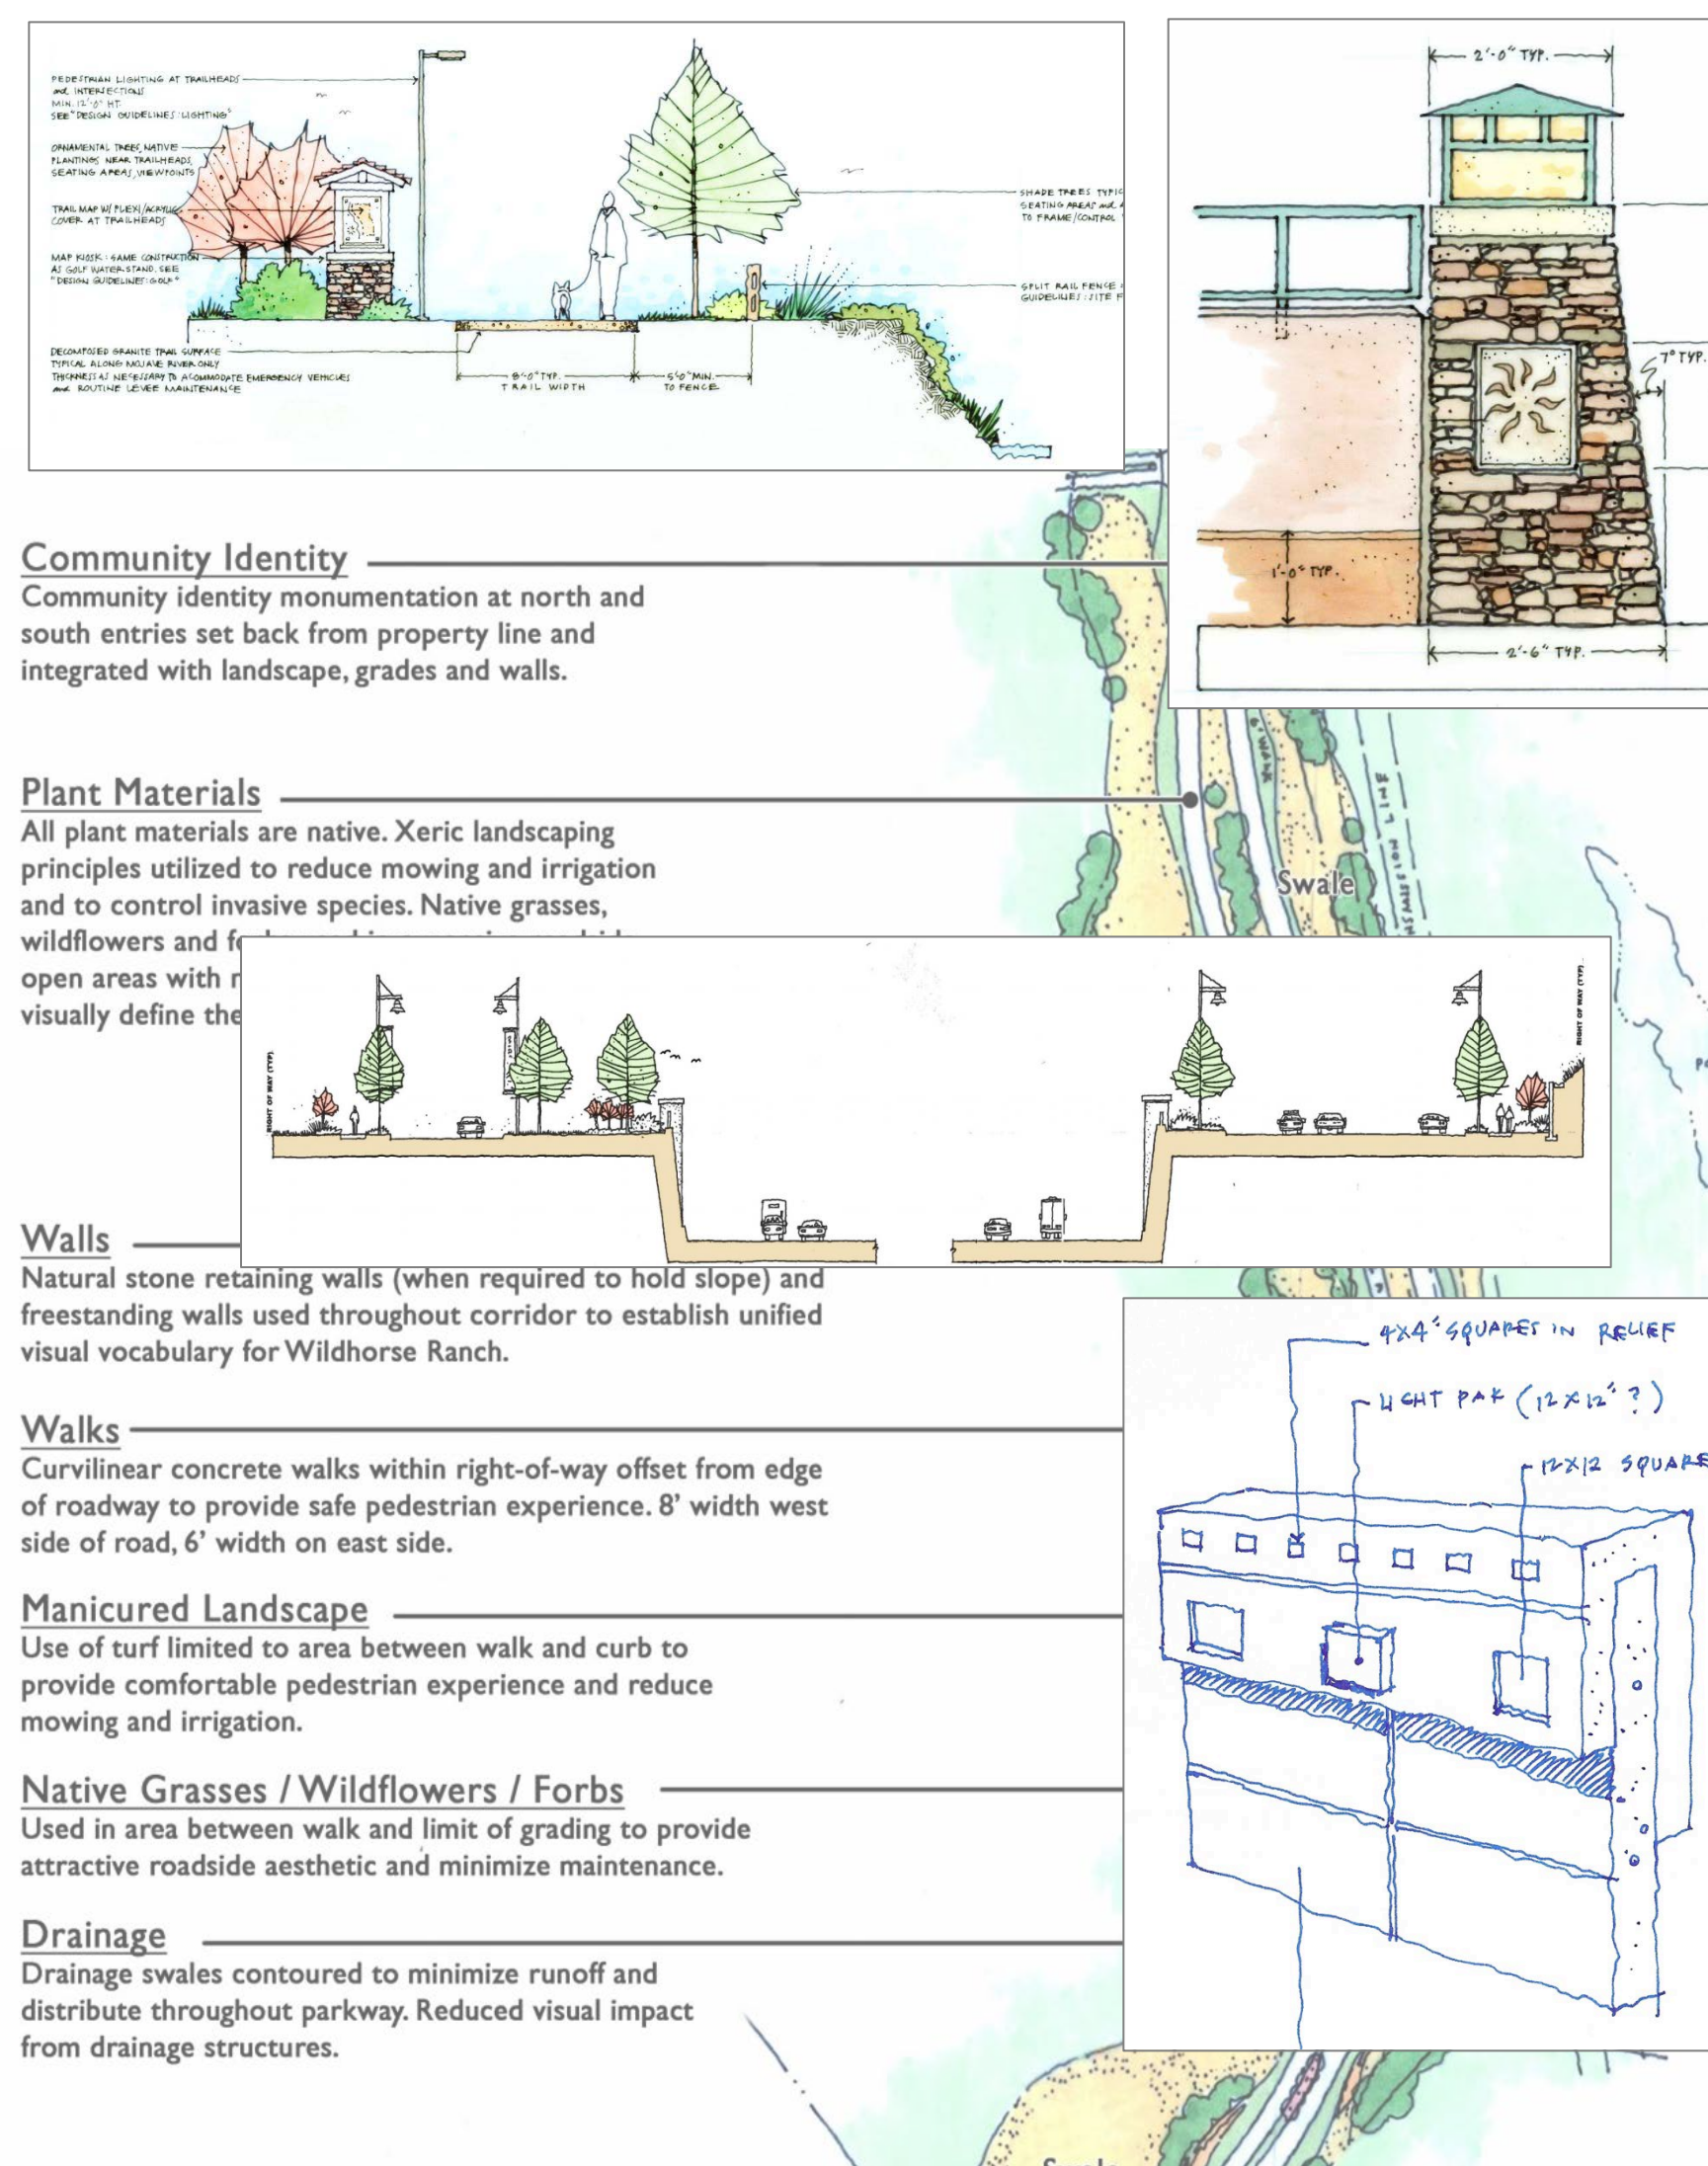 PEDESTRIAN LIGHTING AT TRAILHEADS
and INTERSECTIONS
MIN. 12'-0" HT.
SEE "DESIGN GUIDELINES: LIGHTING"
ORNAMENTAL TREES, NATIVE
PLANTINGS NEAR TRAILHEADS,
SEATING AREAS, VIEWPOINTS
TRAIL MAP W/ PLEXI/ACRYLIC
COVER AT TRAILHEADS
MAP KIOSK: SAME CONSTRUCTION
AS GOLF WATER STAND. SEE
"DESIGN GUIDELINES: GOLF"
DECOMPOSED GRANITE TRAIL SURFACE
TYPICAL ALONG MOJAVE RIVER ONLY
THICKNESS AS NECESSARY TO ACOMMODATE EMERGENCY VEHICLES
and ROUTINE LEVEE MAINTENANCE
8'-0" TYP.
TRAIL WIDTH
5'-0" MIN.
TO FENCE
SHADE TREES TYPIC
SEATING AREAS and
TO FRAME/CONTROL
SPLIT RAIL FENCE
GUIDELINES: SITE F
2'-0" TYP.
7° TYP.
1'-0" TYP.
2'-6" TYP.
Community Identity
Community identity monumentation at north and
south entries set back from property line and
integrated with landscape, grades and walls.
6' WALK
Plant Materials
All plant materials are native. Xeric landscaping
principles utilized to reduce mowing and irrigation
and to control invasive species. Native grasses,
wildflowers and
open areas with
visually define the
Swale
RIGHT OF WAY (TYP)
RIGHT OF WAY (TYP)
Walls
Natural stone retaining walls (when required to hold slope) and
freestanding walls used throughout corridor to establish unified
visual vocabulary for Wildhorse Ranch.
Walks
Curvilinear concrete walks within right-of-way offset from edge
of roadway to provide safe pedestrian experience. 8' width west
side of road, 6' width on east side.
Manicured Landscape
Use of turf limited to area between walk and curb to
provide comfortable pedestrian experience and reduce
mowing and irrigation.
Native Grasses / Wildflowers / Forbs
Used in area between walk and limit of grading to provide
attractive roadside aesthetic and minimize maintenance.
Drainage
Drainage swales contoured to minimize runoff and
distribute throughout parkway. Reduced visual impact
from drainage structures.
4X4" SQUARES IN RELIEF
LIGHT PAK (12X12"?)
12X12 SQUARE
Swale